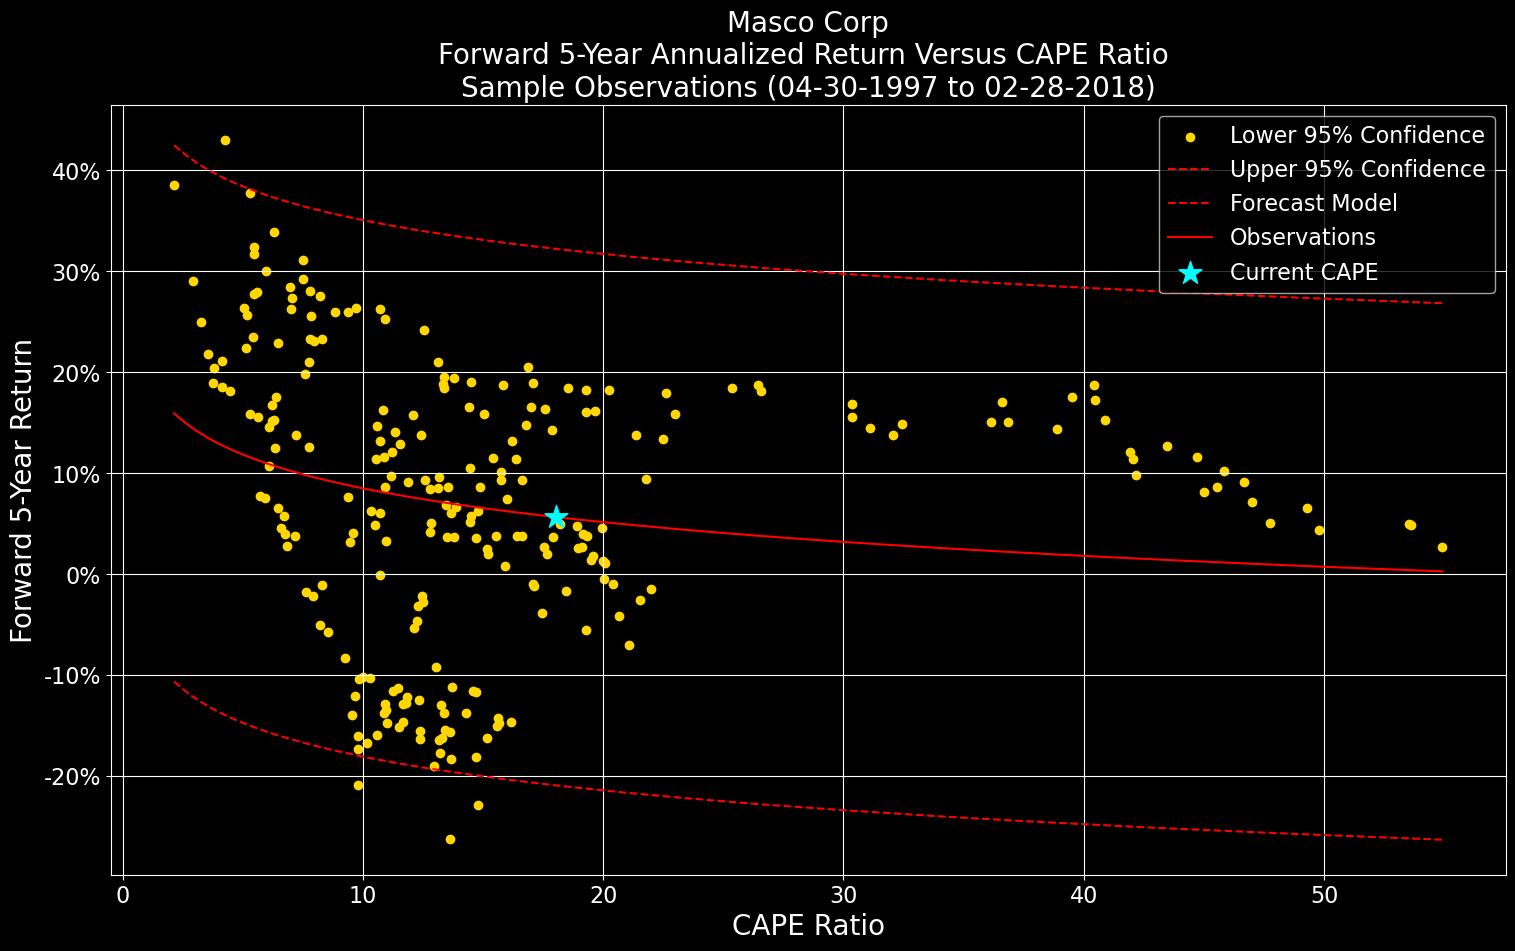 Masco Corp
Forward 5-Year Annualized Return Versus CAPE Ratio
Sample Observations (04-30-1997 to 02-28-2018)
Lower 95% Confidence
Upper 95% Confidence
Forecast Model
Observations
Current CAPE
Forward 5-Year Return
40%
30%
20%
10%
0%
-10%
-20%
0 10 20 30 40 50
CAPE Ratio